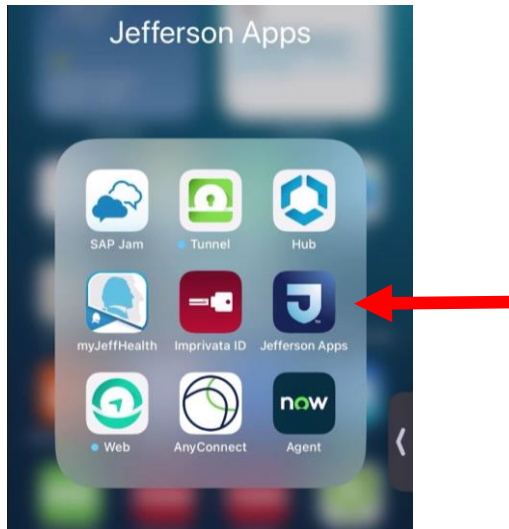 Jefferson Apps
SAP Jam Tunnel Hub
myJeffHealth Imprivata ID Jefferson Apps
now
Web AnyConnect Agent